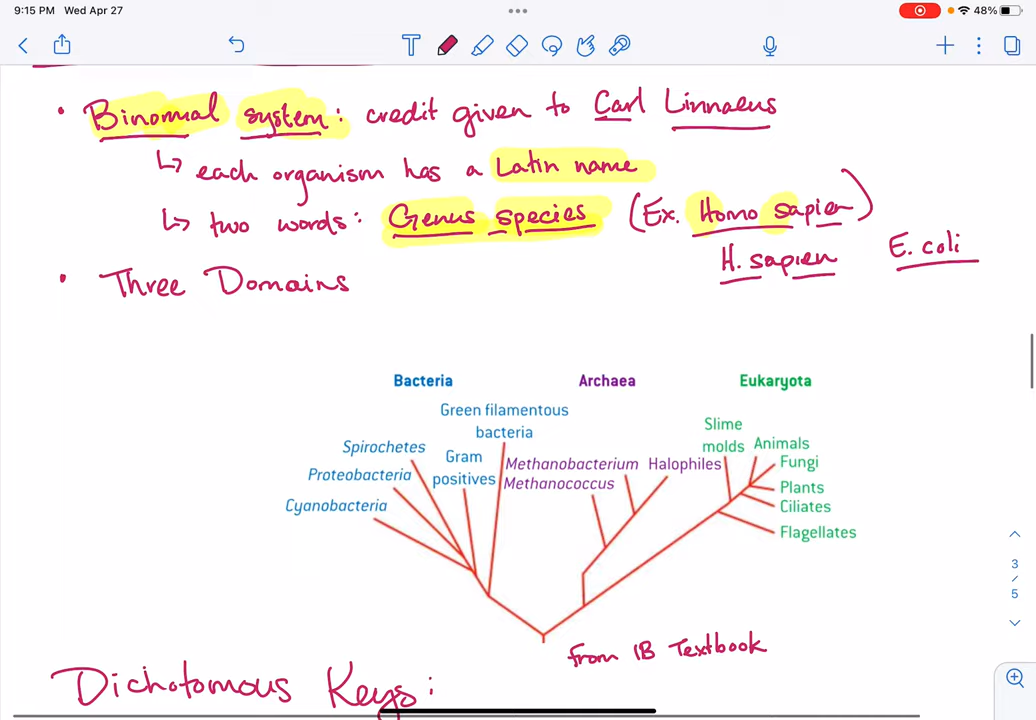 9:15 PM Wed Apr 27
48%
T
• Binomial system: credit given to Carl Linnaeus
↳ each organism has a Latin name
↳ two words: Genus species (Ex. Homo sapien)
H. sapien E. coli
• Three Domains
Bacteria Archaea Eukaryota
Green filamentous
bacteria
Slime
molds
Animals
Spirochetes
Gram
positives
Methanobacterium
Halophiles
Fungi
Proteobacteria
Methanococcus
Plants
Cyanobacteria
Ciliates
Flagellates
3
/
5
from IB Textbook
Dichotomous Keys: